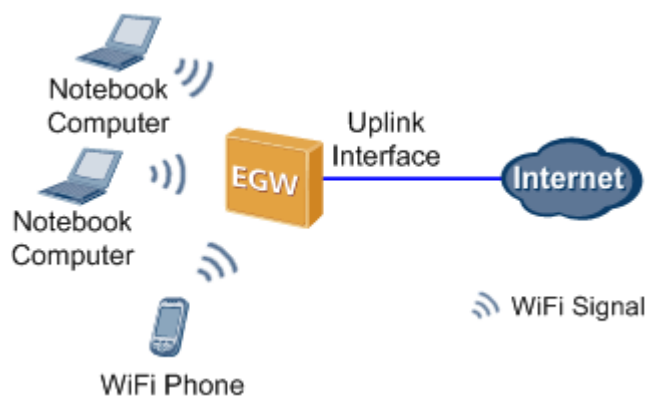 Notebook
Computer
Uplink
Interface
EGW
Internet
Notebook
Computer
WiFi Signal
WiFi Phone